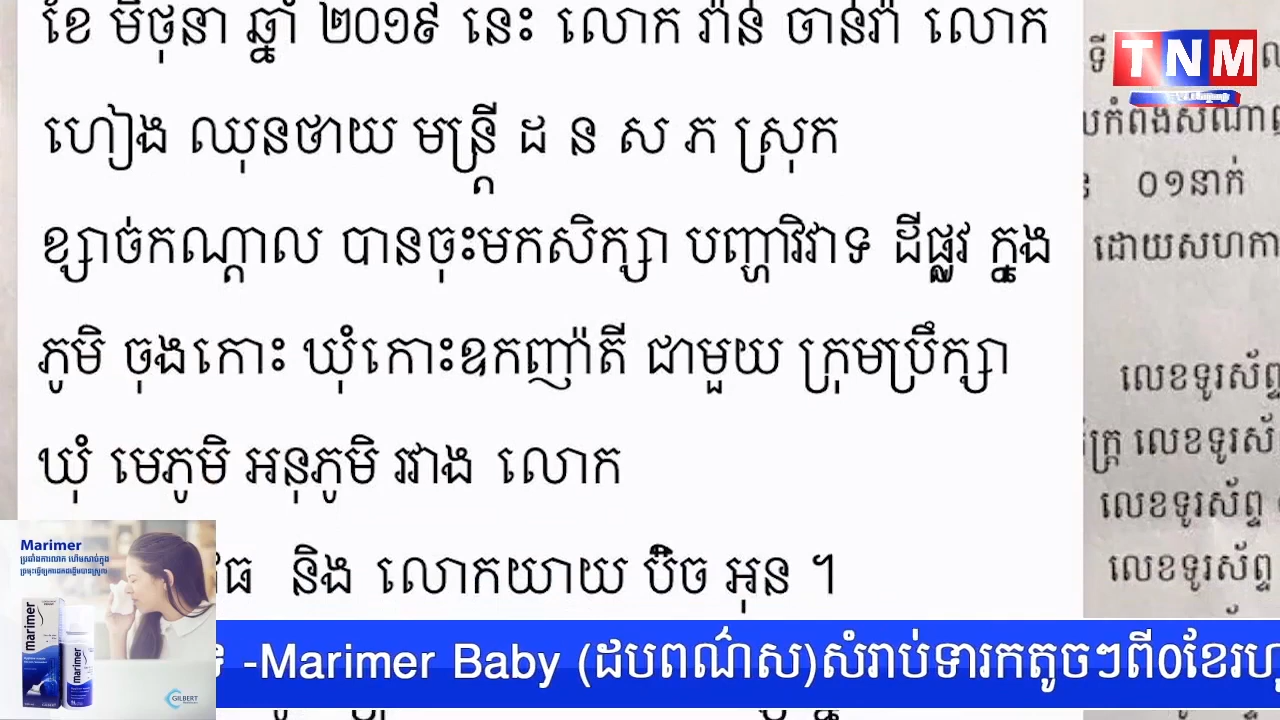 ខែ មិថុនា ឆ្នាំ ២០១៩ នេះ លោក រ៉ាន់ ចាន់រ៉ា លោក
ហៀង ឈុនថាយ មន្ត្រី ដ ន ស ភ ស្រុក
ខ្សាច់កណ្ដាល បានចុះមកសិក្សា បញ្ហាវិវាទ ដីផ្លូវ ក្នុង
ភូមិ ចុងកោះ ឃុំកោះឧកញ៉ាតី ជាមួយ ក្រុមប្រឹក្សា
ឃុំ មេភូមិ អនុភូមិ រវាង លោក
និង លោកយាយ ប៉ិច អុន ។
TNM
ទី
០១នាក់
ដោយសហកា
លេខទូរស័ព្ទ
លេខទូរស័
លេខទូរស័ព្ទ
លេខទូរស័ព្ទ
Marimer
marimer
marimer
GILBERT
-Marimer Baby (ដបពណ៌ ស)សំរាប់ទារកតូចៗពី០ខែរហូ